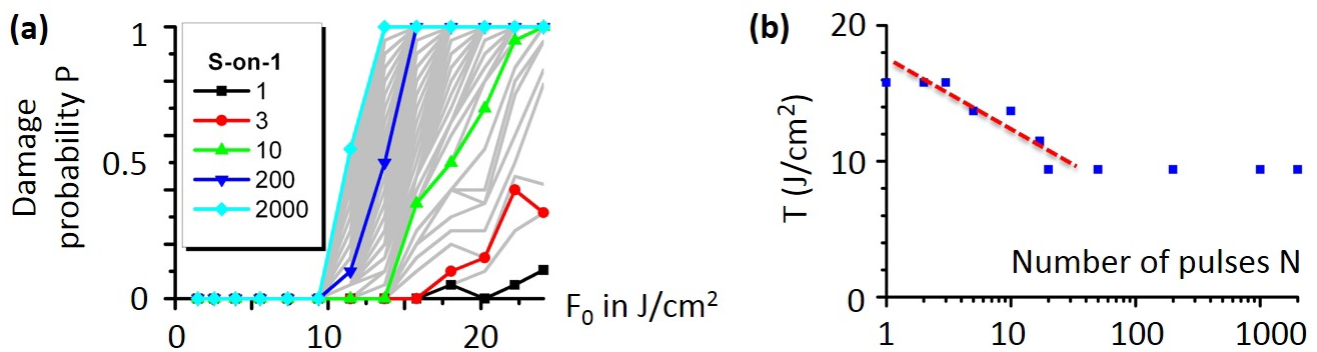 (a)
Damage
probability P
1
0.5
0
S-on-1
1
3
10
200
2000
0
10
20
F₀ in J/cm²
(b)
T (J/cm²)
20
10
0
Number of pulses N
1
10
100
1000